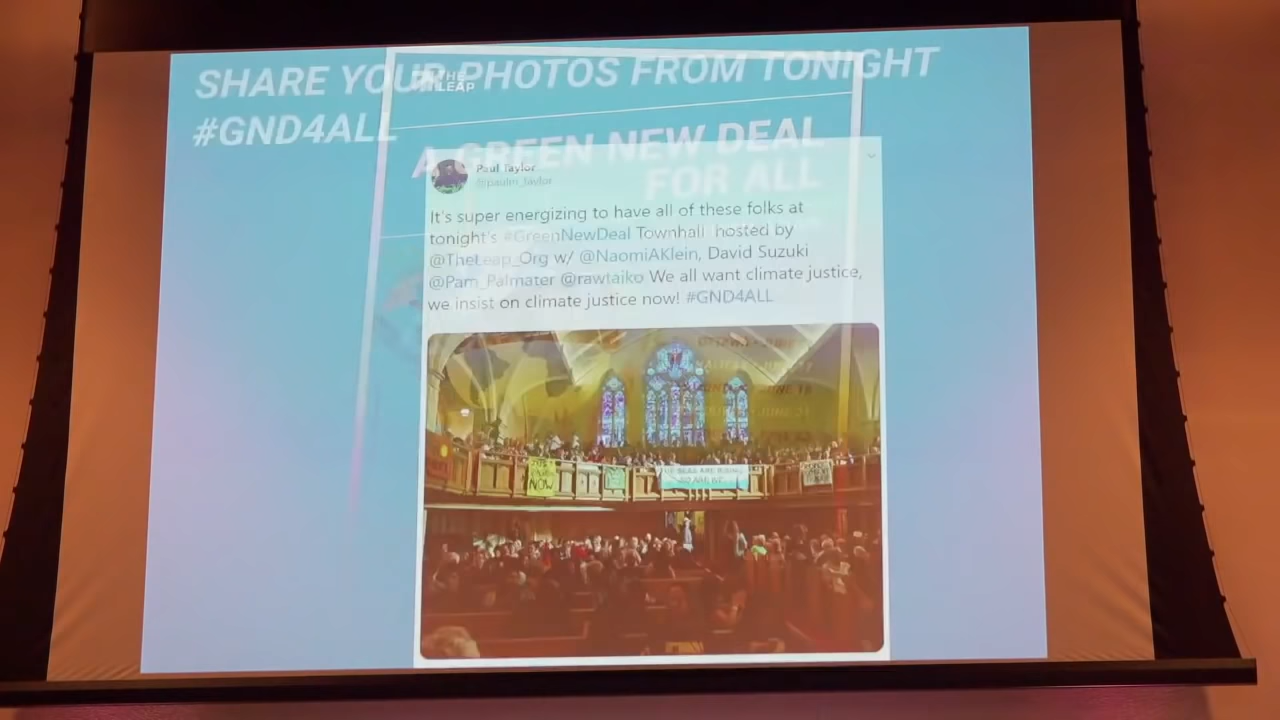 SHARE YOUR PHOTOS FROM TONIGHT
#GND4ALL
THE
LEAP
A GREEN NEW DEAL
FOR ALL
Paul Taylor
@paulm_taylor
It's super energizing to have all of these folks at
tonight's #GreenNewDeal Townhall hosted by
@TheLeap_Org w/ @NaomiAKlein, David Suzuki
@Pam_Palmater @rawtaiko We all want climate justice,
we insist on climate justice now! #GND4ALL
NOW